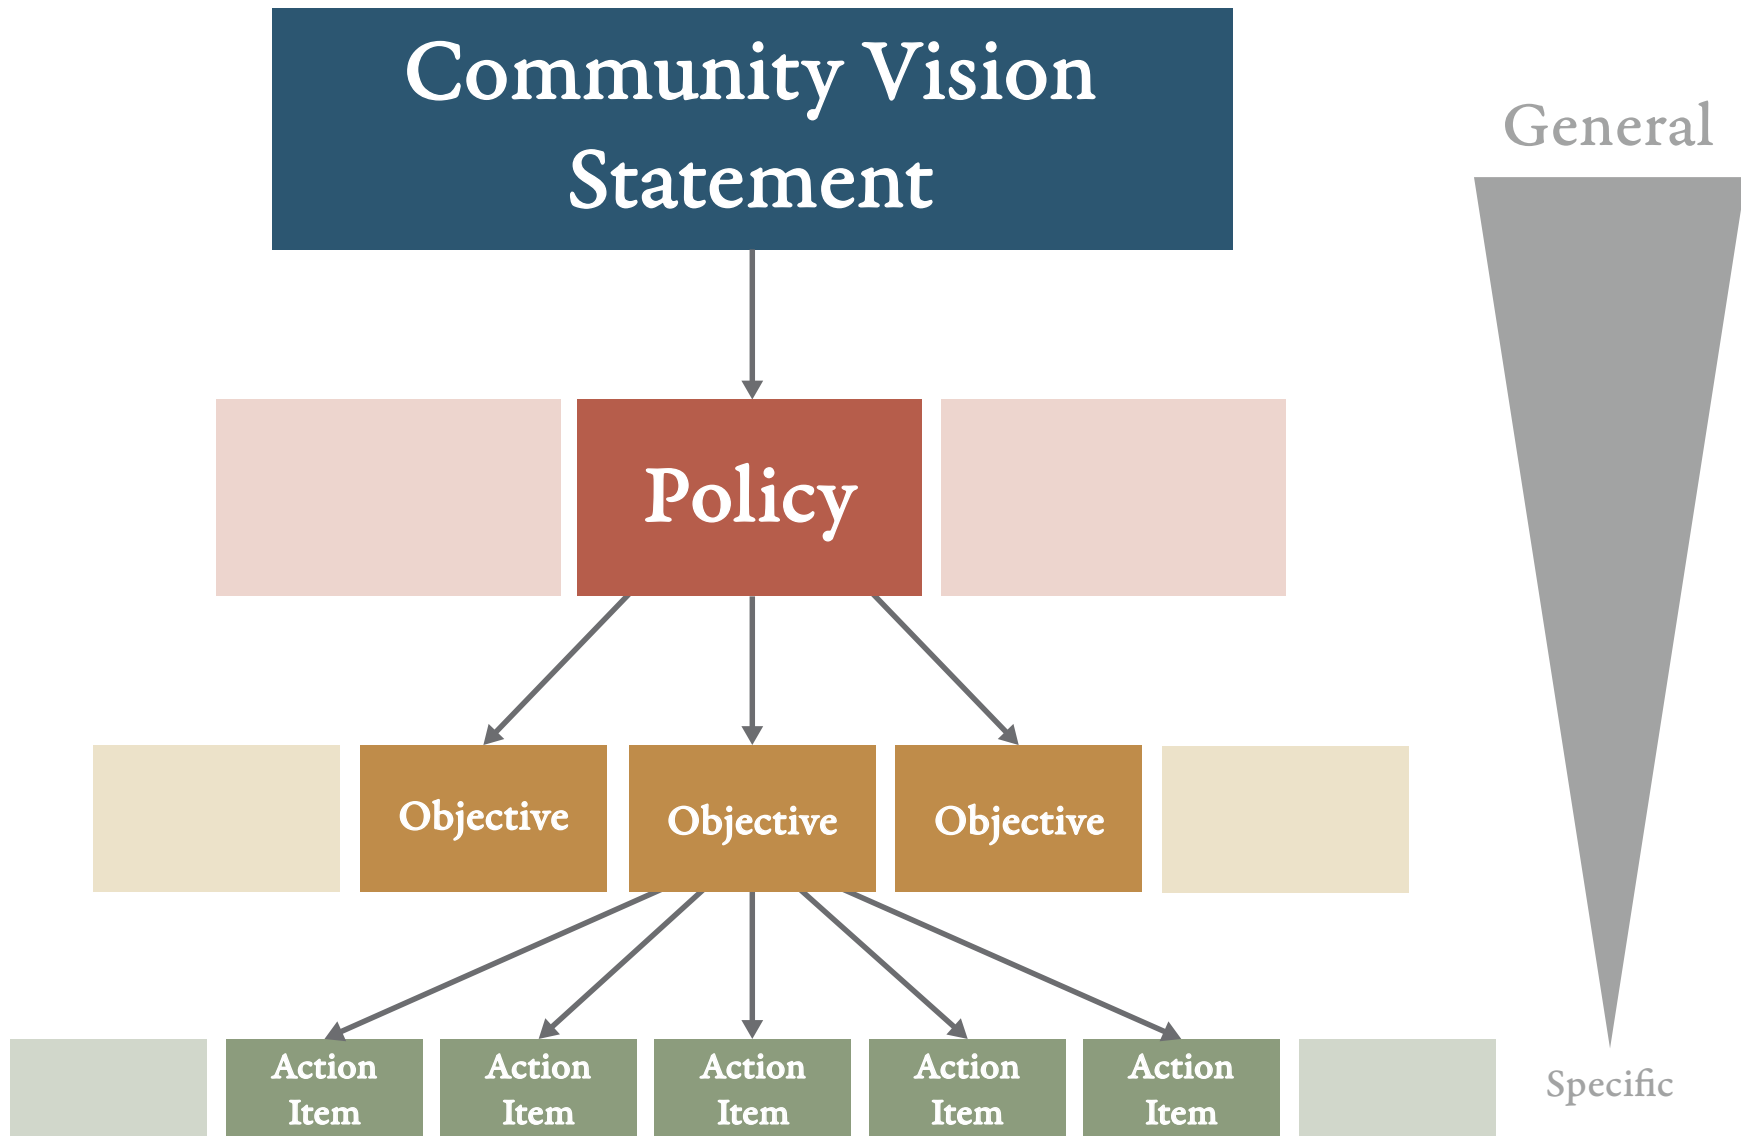 Community Vision
Statement
General
Policy
Objective
Objective
Objective
Action
Item
Action
Item
Action
Item
Action
Item
Action
Item
Specific